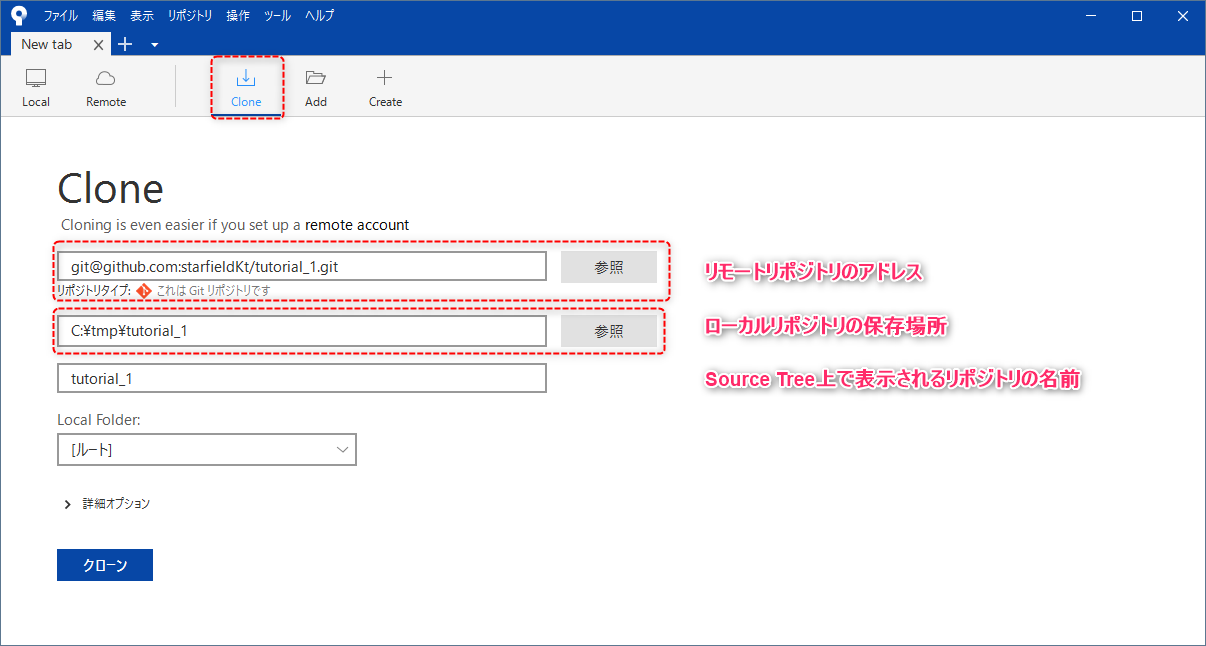 ファイル 編集 表示 リポジトリ 操作 ツール ヘルプ
New tab
Local Remote Clone Add Create
Clone
Cloning is even easier if you set up a remote account
git@github.com:starfieldKt/tutorial_1.git 参照 リモートリポジトリのアドレス
リポジトリタイプ: これは Git リポジトリです
C:¥tmp¥tutorial_1 参照 ローカルリポジトリの保存場所
tutorial_1 Source Tree上で表示されるリポジトリの名前
Local Folder:
[ルート]
詳細オプション
クローン